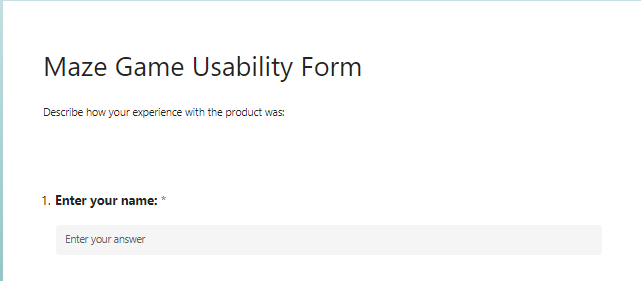 Maze Game Usability Form
Describe how your experience with the product was:
1. Enter your name: *
Enter your answer